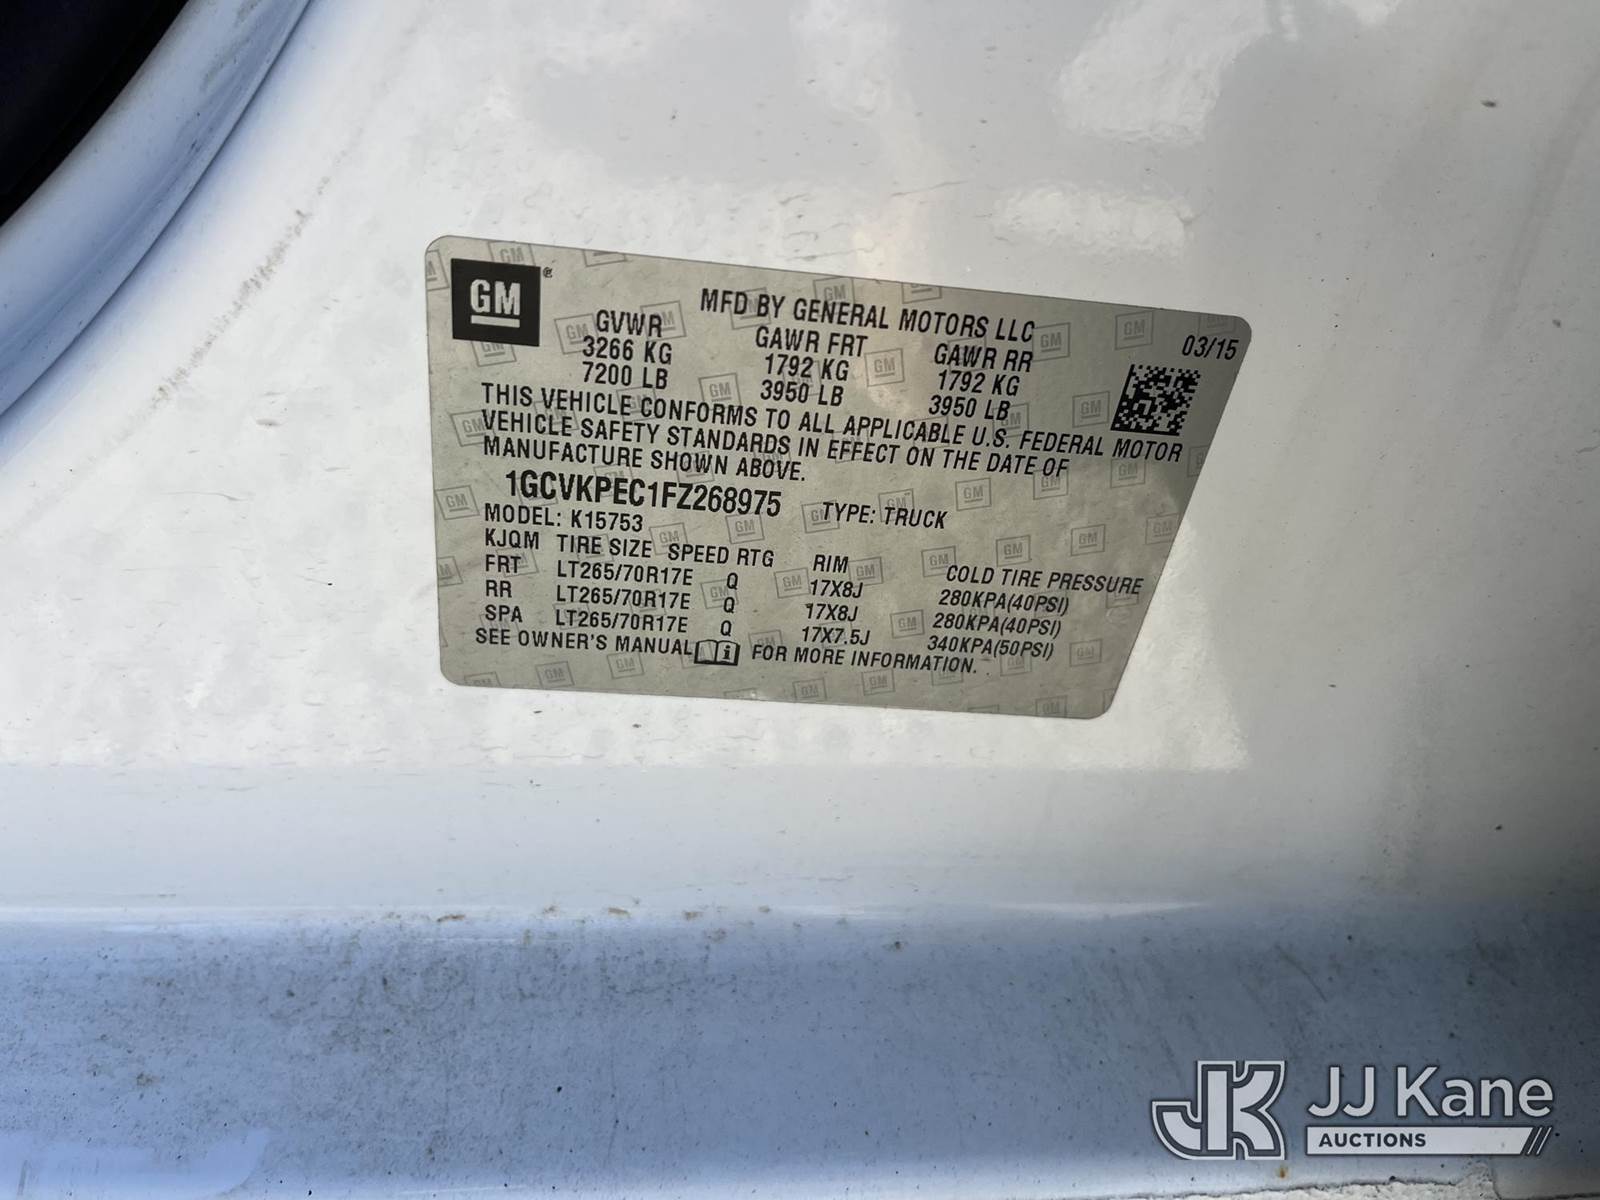 GM
®
MFD BY GENERAL MOTORS LLC
03/15
GVWR GAWR FRT GAWR RR
3266 KG 1792 KG 1792 KG
7200 LB 3950 LB 3950 LB
THIS VEHICLE CONFORMS TO ALL APPLICABLE U.S. FEDERAL MOTOR
VEHICLE SAFETY STANDARDS IN EFFECT ON THE DATE OF
MANUFACTURE SHOWN ABOVE.
1GCVKPEC1FZ268975 TYPE: TRUCK
MODEL: K15753
KJQM TIRE SIZE SPEED RTG RIM COLD TIRE PRESSURE
FRT LT265/70R17E Q 17X8J 280KPA(40PSI)
RR LT265/70R17E Q 17X8J 280KPA(40PSI)
SPA LT265/70R17E Q 17X7.5J 340KPA(50PSI)
SEE OWNER'S MANUAL i FOR MORE INFORMATION.
JK JJ Kane
AUCTIONS